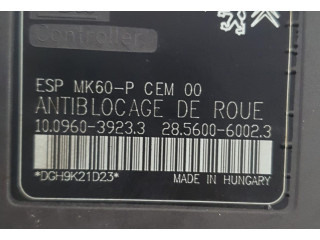 Controller
ESP MK60-P CEM 00
ANTIBLOCAGE DE ROUE
10.0960-3923.3 28.5600-6002.3
*DGH9K21D23* MADE IN HUNGARY